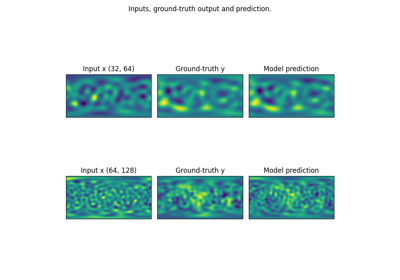 Inputs, ground-truth output and prediction.
Input x (32, 64) Ground-truth y Model prediction
Input x (64, 128) Ground-truth y Model prediction